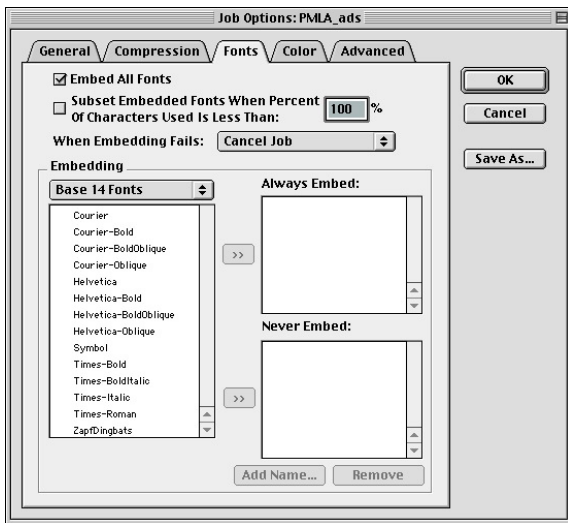 Job Options: PMLA_ads
General
Compression
Fonts
Color
Advanced
Embed All Fonts
Subset Embedded Fonts When Percent
Of Characters Used Is Less Than:
100 %
When Embedding Fails:
Cancel Job
OK
Cancel
Save As...
Embedding
Base 14 Fonts
Courier
Courier-Bold
Courier-BoldOblique
Courier-Oblique
Helvetica
Helvetica-Bold
Helvetica-BoldOblique
Helvetica-Oblique
Symbol
Times-Bold
Times-BoldItalic
Times-Italic
Times-Roman
ZapfDingbats
>>
>>
Always Embed:
Never Embed:
Add Name...
Remove